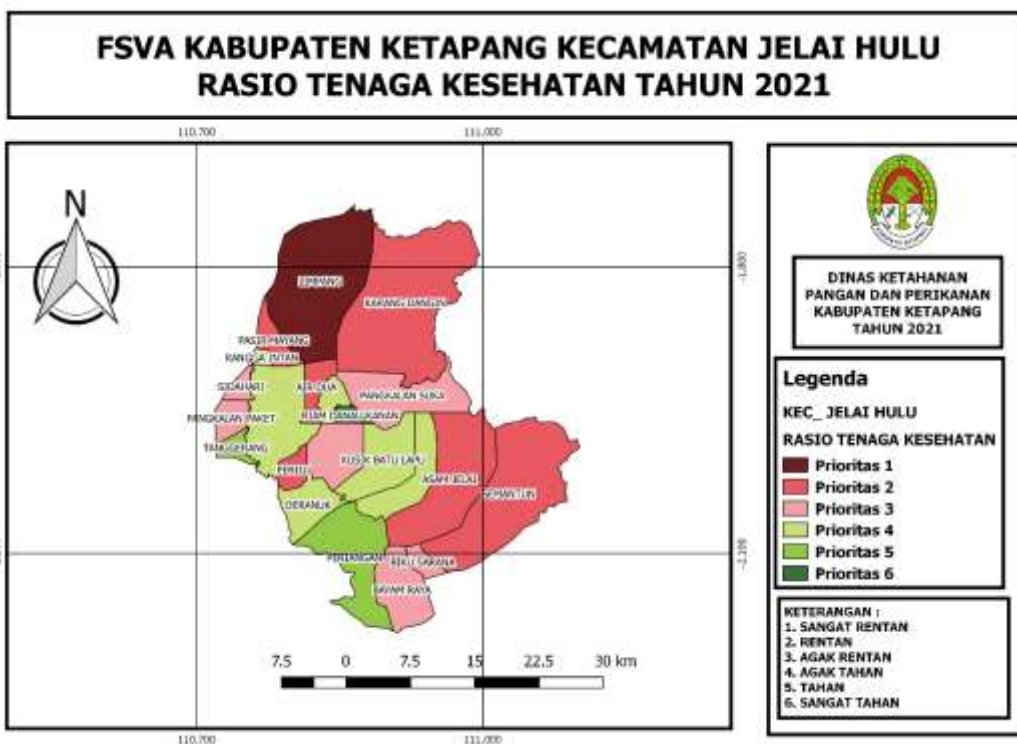 FSVA KABUPATEN KETAPANG KECAMATAN JELAI HULU
RASIO TENAGA KESEHATAN TAHUN 2021
110.700
111.000
N
-1.800
LIMPANG
KARANG DANGIN
PASIR MAYANG
RANGGA INTAN
SIDAHARI
AIR DUA
PANGKALAN SUKA
PANGKALAN PAKET
RIAM DANAU KANAN
TANGGERANG
KUSIK BATU LAPU
PERIGI
ASAM JELAI
SEMANTUN
DERANUK
-2.100
PERIANGAN
BIKU SARANA
BAYAM RAYA
7.5 0 7.5 15 22.5 30 km
110.700
111.000
KABUPATEN KETAPANG
DINAS KETAHANAN
PANGAN DAN PERIKANAN
KABUPATEN KETAPANG
TAHUN 2021
Legenda
KEC_ JELAI HULU
RASIO TENAGA KESEHATAN
Prioritas 1
Prioritas 2
Prioritas 3
Prioritas 4
Prioritas 5
Prioritas 6
KETERANGAN :
1. SANGAT RENTAN
2. RENTAN
3. AGAK RENTAN
4. AGAK TAHAN
5. TAHAN
6. SANGAT TAHAN